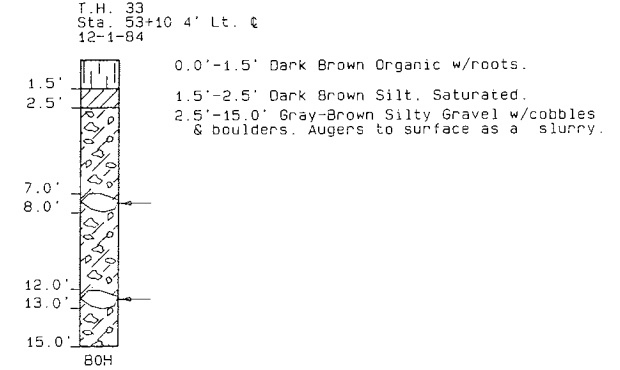 T.H. 33
Sta. 53+10 4' Lt. ℄
12-1-84
0.0'-1.5' Dark Brown Organic w/roots.
1.5'
1.5'-2.5' Dark Brown Silt, Saturated.
2.5'
2.5'-15.0' Gray-Brown Silty Gravel w/cobbles
& boulders. Augers to surface as a slurry.
7.0'
8.0'
12.0'
13.0'
15.0'
BOH